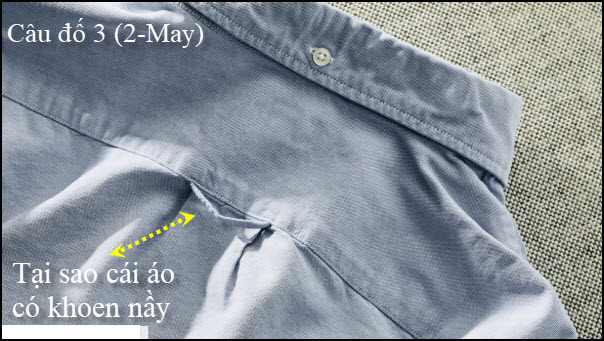 Câu đố 3 (2-May)
Tại sao cái áo
có khoen nầy